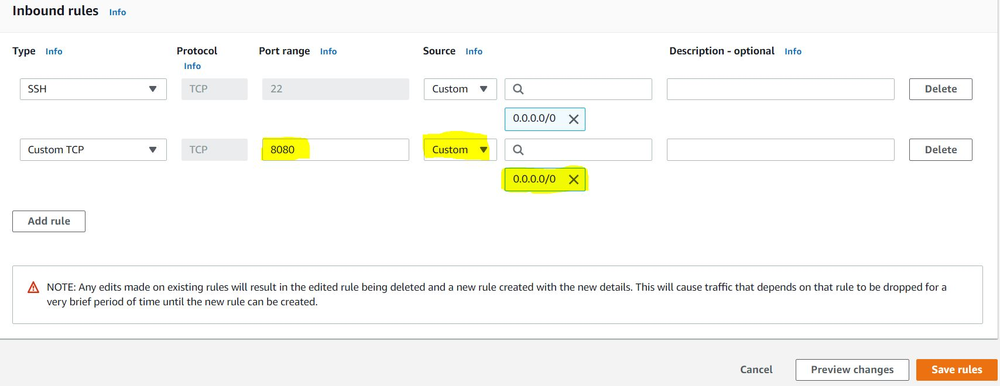 Inbound rules Info
Type Info Protocol Info Port range Info Source Info Description - optional Info
SSH TCP 22 Custom Delete
0.0.0.0/0
Custom TCP TCP 8080 Custom Delete
0.0.0.0/0
Add rule
NOTE: Any edits made on existing rules will result in the edited rule being deleted and a new rule created with the new details. This will cause traffic that depends on that rule to be dropped for a
very brief period of time until the new rule can be created.
Cancel Preview changes Save rules